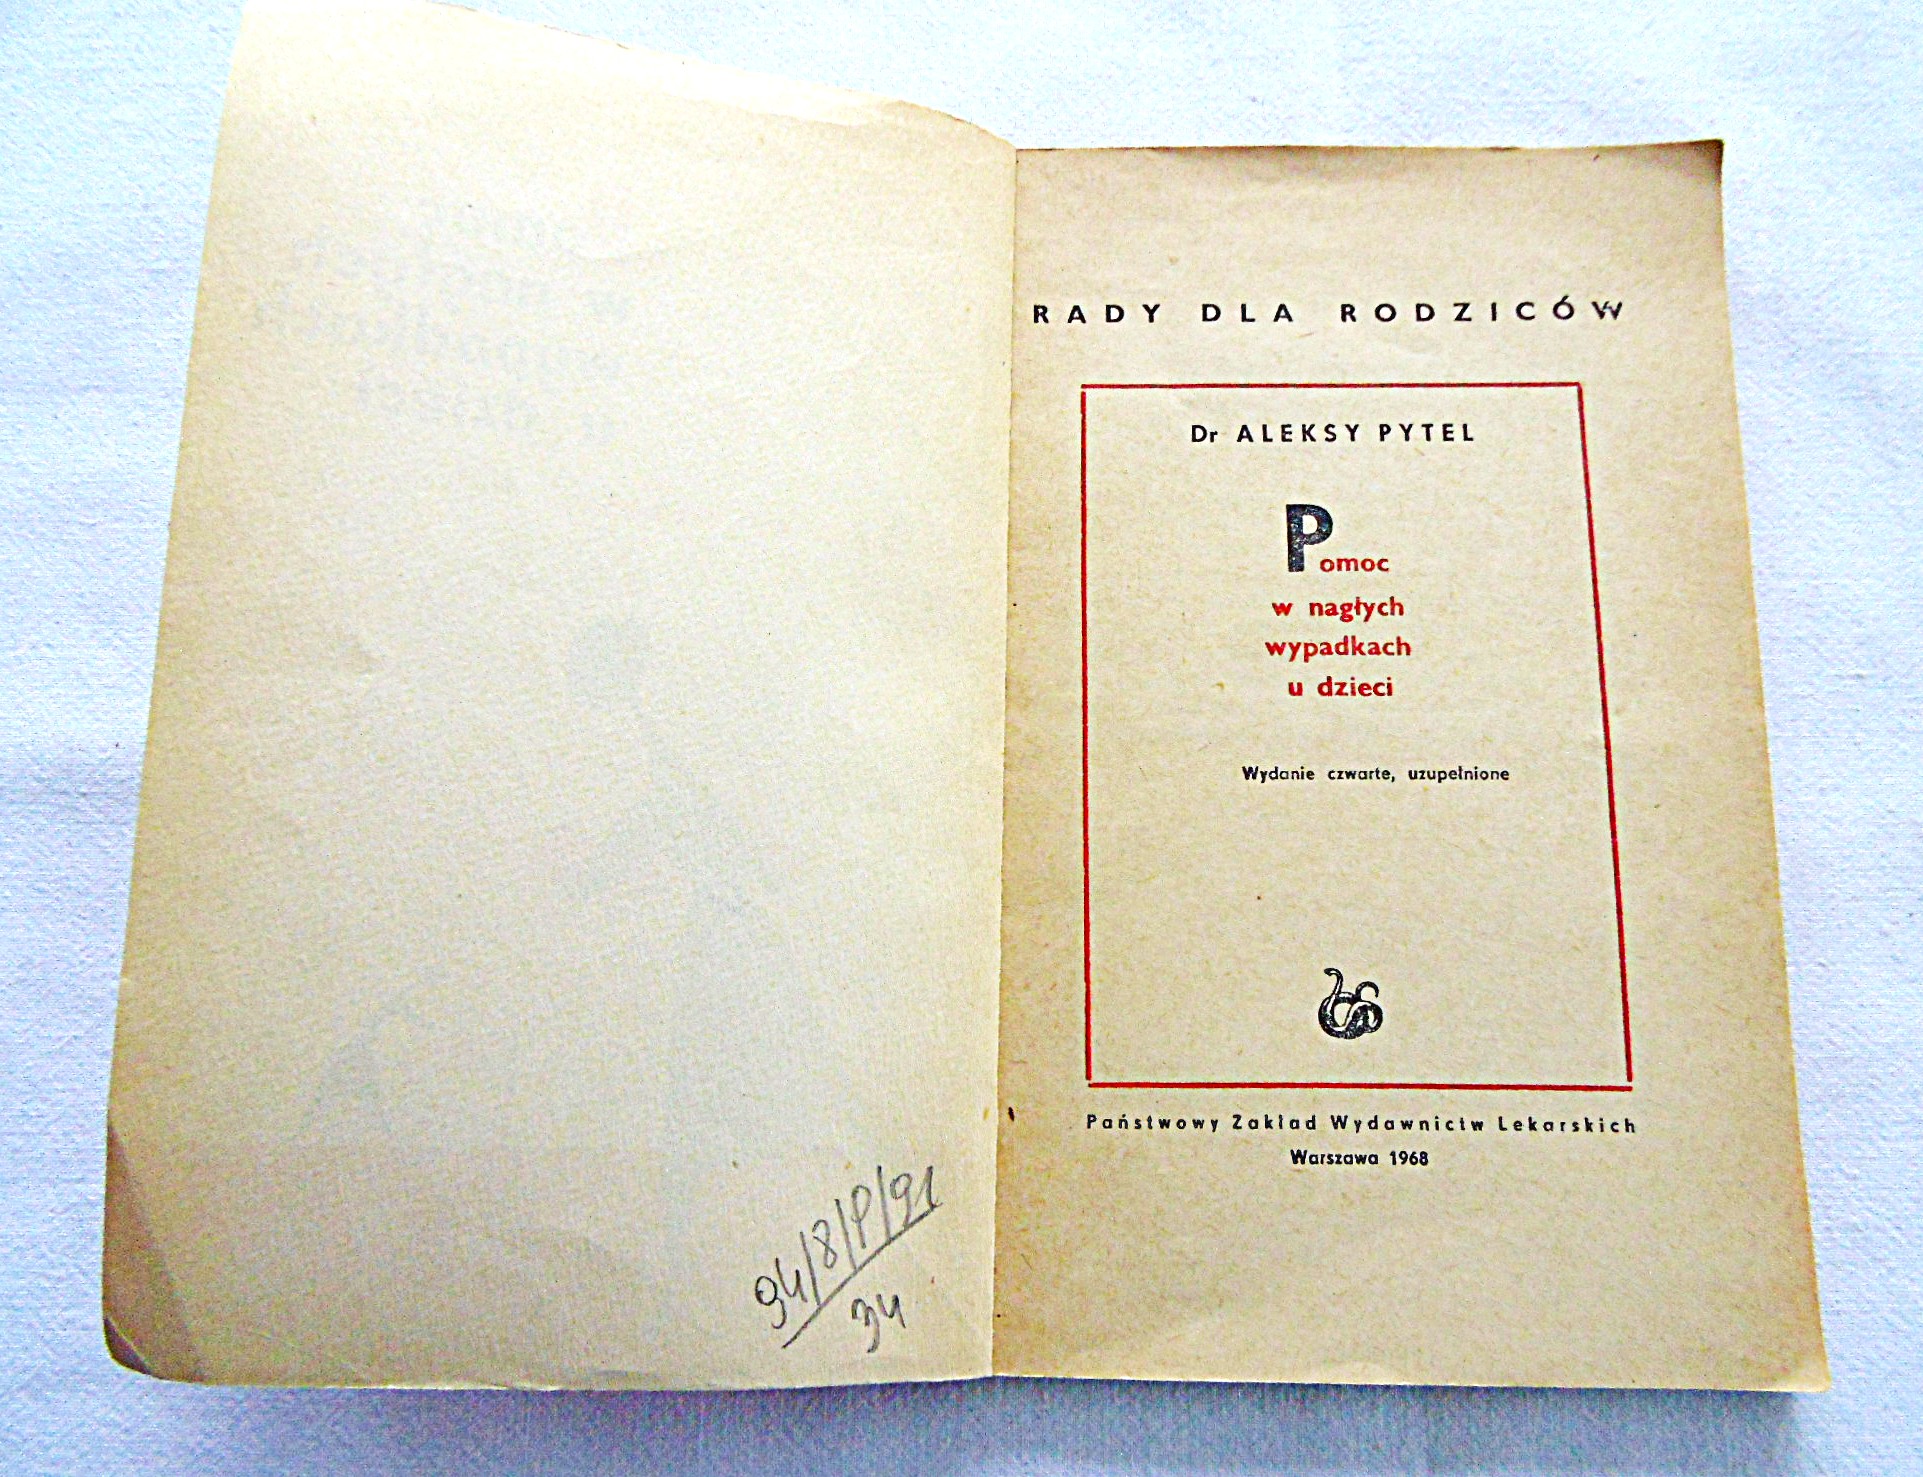 94/8/P/91
34
RADY DLA RODZICÓW
Dr ALEKSY PYTEL
Pomoc
w nagłych
wypadkach
u dzieci
Wydanie czwarte, uzupełnione
Państwowy Zakład Wydawnictw Lekarskich
Warszawa 1968